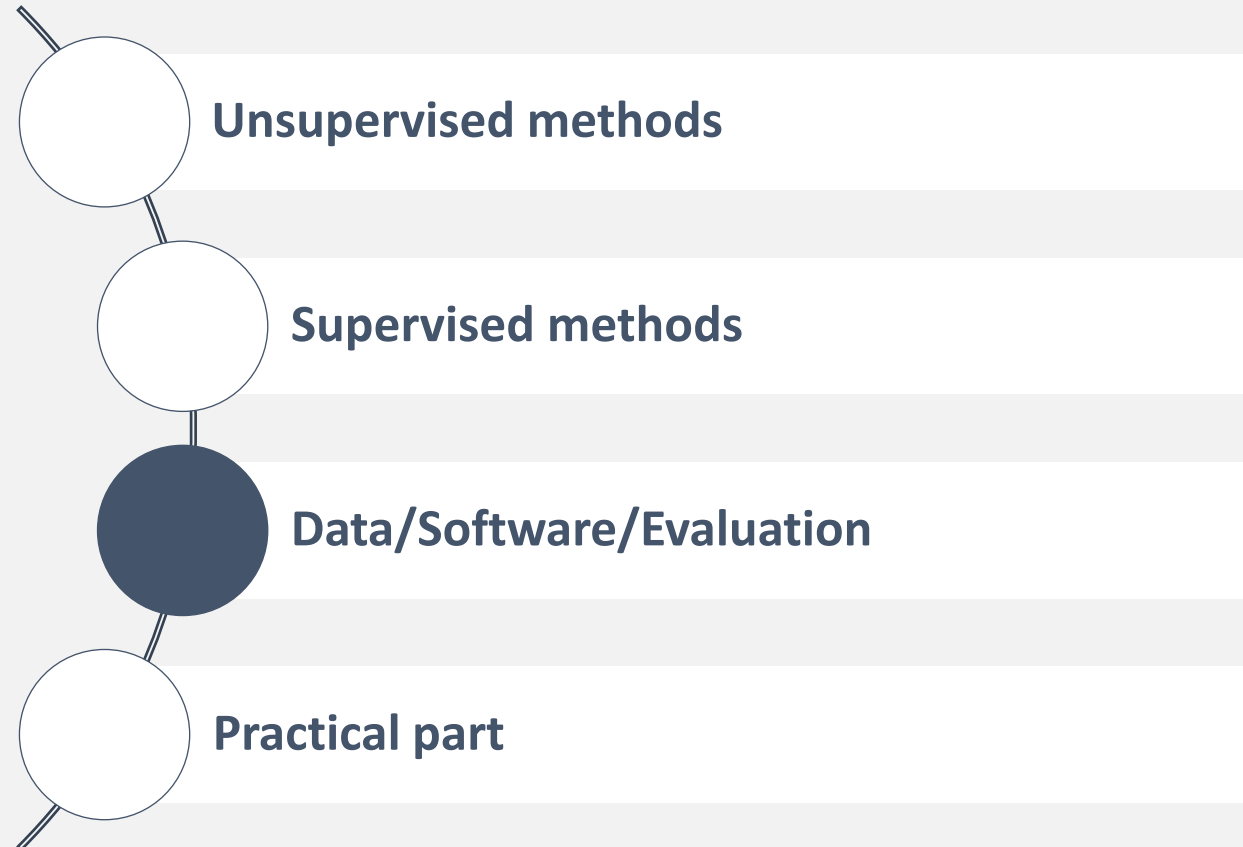 Unsupervised methods
Supervised methods
Data/Software/Evaluation
Practical part